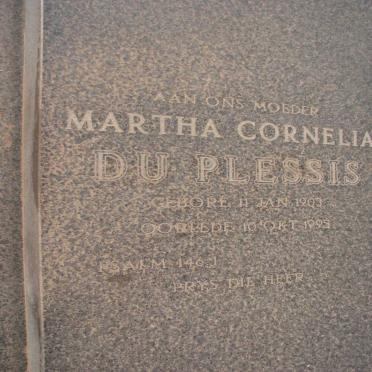 AAN ONS MOEDER
MARTHA CORNELIA
DU PLESSIS
GEBORE 11 JAN 1903
OORLEDE 10 OKT 1995
PSALM 146:1
PRYS DIE HEER